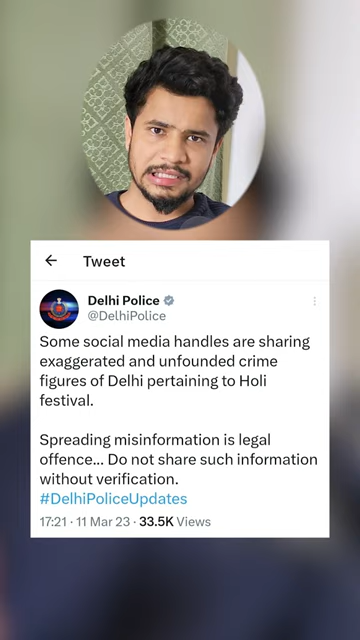 Tweet
Delhi Police
@DelhiPolice
Some social media handles are sharing
exaggerated and unfounded crime
figures of Delhi pertaining to Holi
festival.
Spreading misinformation is legal
offence... Do not share such information
without verification.
#DelhiPoliceUpdates
17:21 · 11 Mar 23 · 33.5K Views